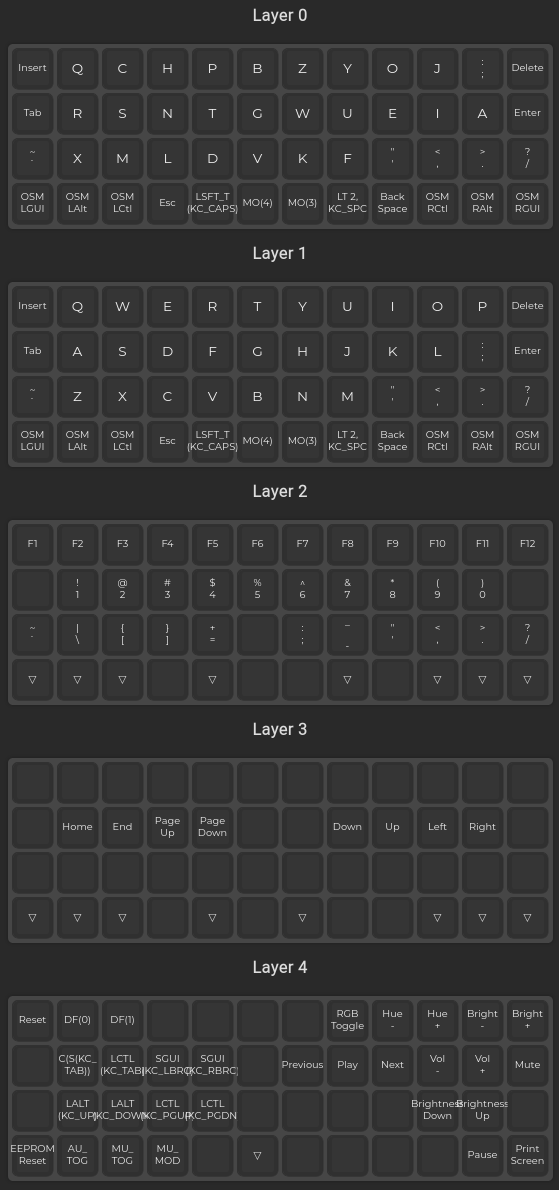 Layer 0
Insert Q C H P B Z Y O J : Delete
;
Tab R S N T G W U E I A Enter
~ X M L D V K F " < > ?
` ' , . /
OSM OSM OSM Esc LSFT_T MO(4) MO(3) LT 2, Back OSM OSM OSM
LGUI LAlt LCtl (KC_CAPS) KC_SPC Space RCtl RAlt RGUI
Layer 1
Insert Q W E R T Y U I O P Delete
Tab A S D F G H J K L : Enter
;
~ Z X C V B N M " < > ?
` ' , . /
OSM OSM OSM Esc LSFT_T MO(4) MO(3) LT 2, Back OSM OSM OSM
LGUI LAlt LCtl (KC_CAPS) KC_SPC Space RCtl RAlt RGUI
Layer 2
F1 F2 F3 F4 F5 F6 F7 F8 F9 F10 F11 F12
! @ # $ % ^ & * ( )
1 2 3 4 5 6 7 8 9 0
~ | { } + : _ " < > ?
` \ [ ] = ; - ' , . /
▽ ▽ ▽ ▽ ▽ ▽ ▽ ▽
Layer 3
Home End Page Page Down Up Left Right
Up Down
▽ ▽ ▽ ▽ ▽ ▽ ▽ ▽
Layer 4
Reset DF(0) DF(1) RGB Hue Hue Bright Bright
Toggle - + - +
C(S(KC_ LCTL SGUI SGUI Previous Play Next Vol Vol Mute
TAB)) (KC_TAB) (KC_LBRC) (KC_RBRC) - +
LALT LALT LCTL LCTL Brightness Brightness
(KC_UP) (KC_DOWN) (KC_PGUP) (KC_PGDN) Down Up
EEPROM AU_ MU_ MU_ ▽ Pause Print
Reset TOG TOG MOD Screen